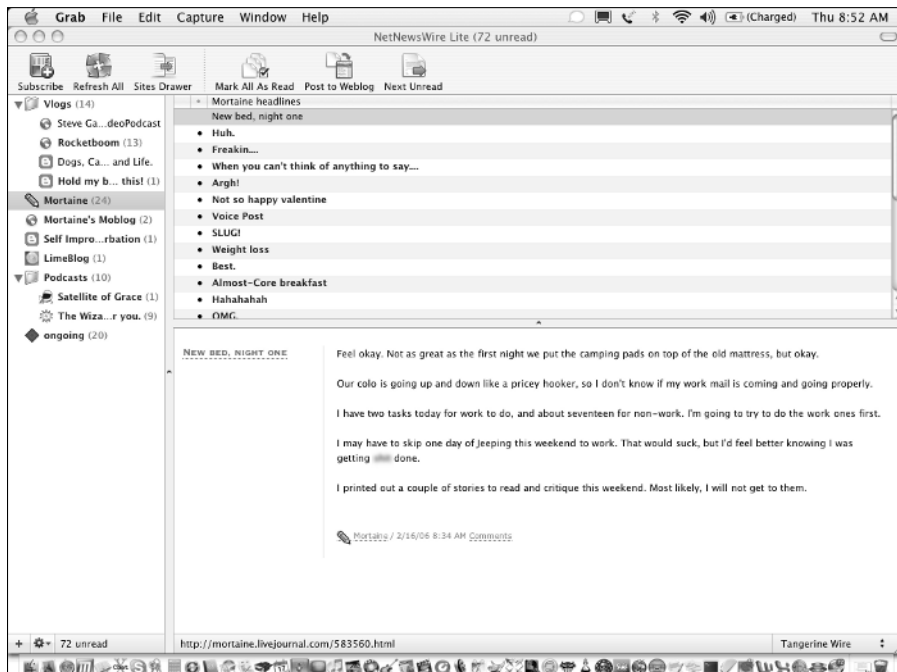 Grab File Edit Capture Window Help (Charged) Thu 8:52 AM
NetNewsWire Lite (72 unread)
Subscribe Refresh All Sites Drawer Mark All As Read Post to Weblog Next Unread
Vlogs (14)
Steve Ga...deoPodcast
Rocketboom (13)
Dogs, Ca... and Life.
Hold my b... this! (1)
Mortaine (24)
Mortaine's Moblog (2)
Self Impro...rbation (1)
LimeBlog (1)
Podcasts (10)
Satellite of Grace (1)
The Wiza...r you. (9)
ongoing (20)
Mortaine headlines
New bed, night one
• Huh.
• Freakin....
• When you can't think of anything to say....
• Argh!
• Not so happy valentine
• Voice Post
• SLUG!
• Weight loss
• Best.
• Almost-Core breakfast
• Hahahahah
• OMG.
NEW BED, NIGHT ONE
Feel okay. Not as great as the first night we put the camping pads on top of the old mattress, but okay.
Our colo is going up and down like a pricey hooker, so I don't know if my work mail is coming and going properly.
I have two tasks today for work to do, and about seventeen for non-work. I'm going to try to do the work ones first.
I may have to skip one day of Jeeping this weekend to work. That would suck, but I'd feel better knowing I was
getting done.
I printed out a couple of stories to read and critique this weekend. Most likely, I will not get to them.
Mortaine / 2/16/06 8:34 AM Comments
+ 72 unread http://mortaine.livejournal.com/583560.html Tangerine Wire